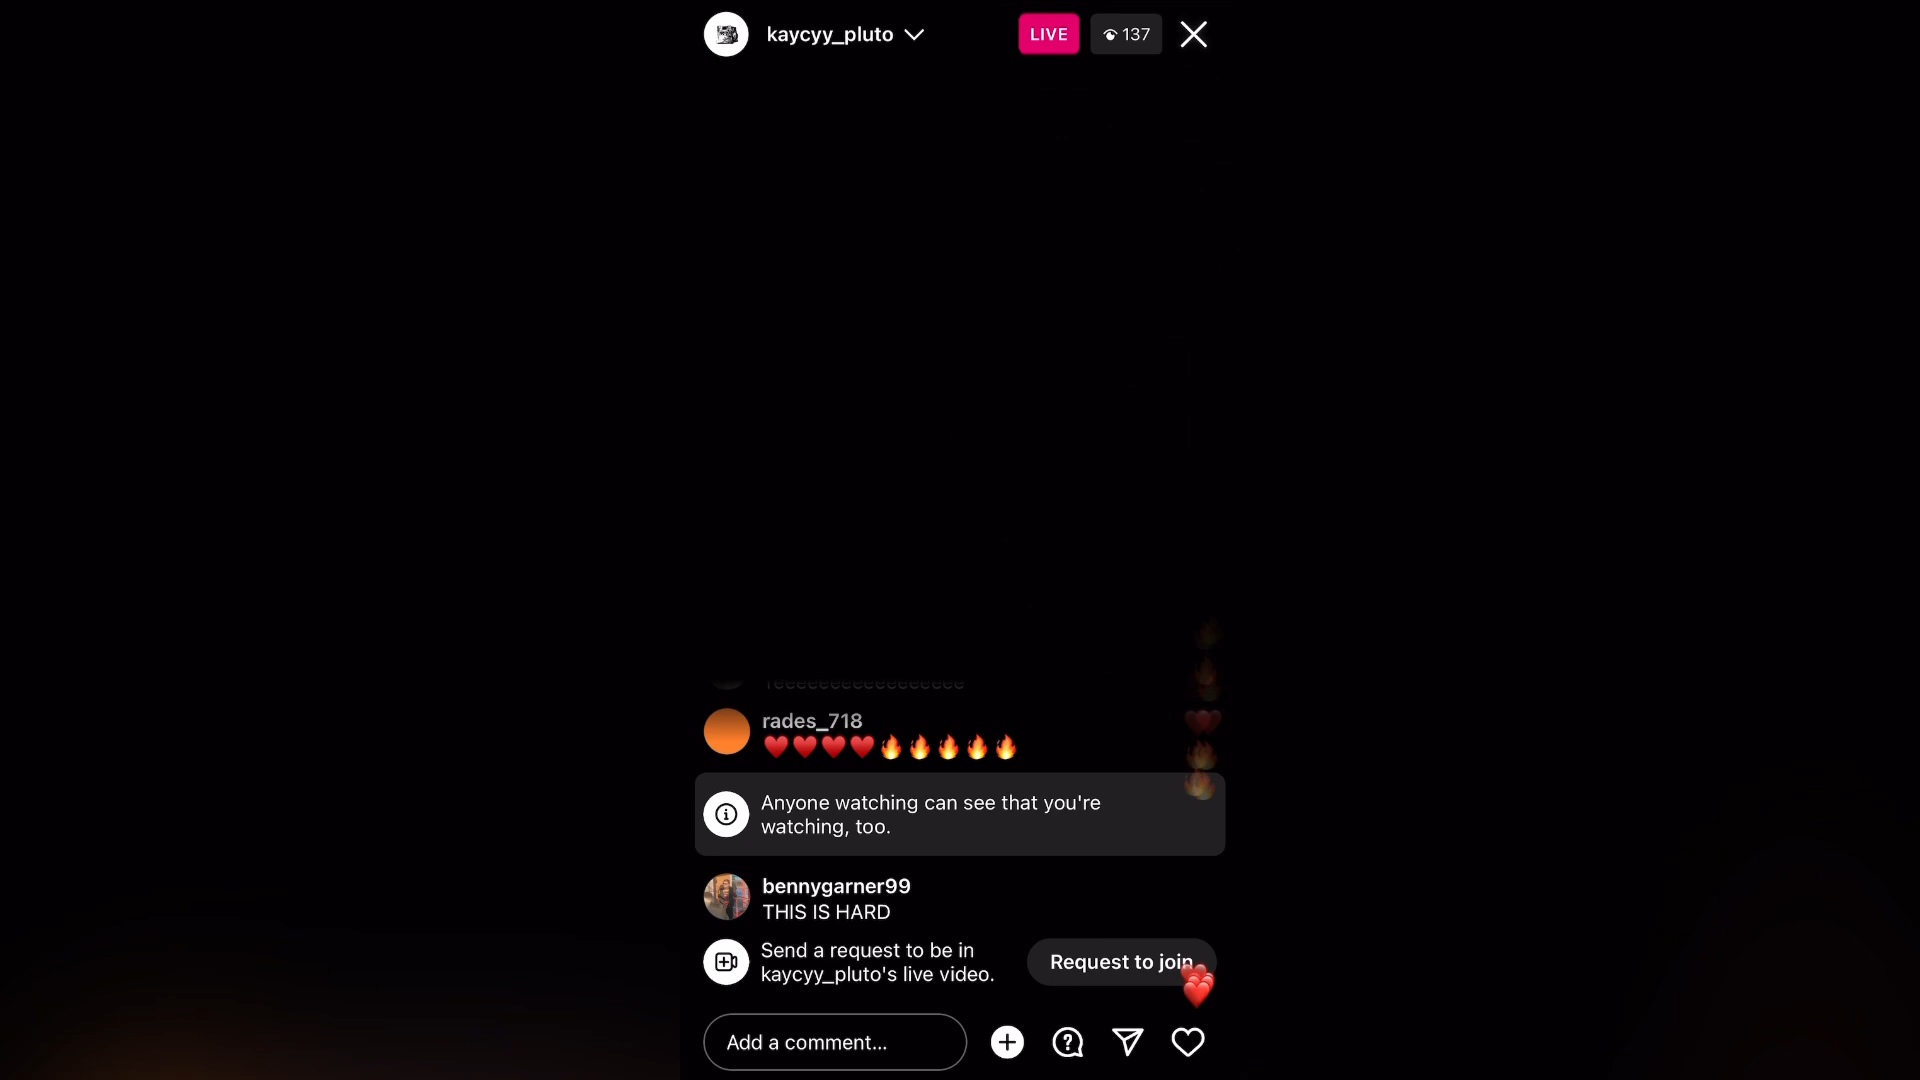 kaycyy_pluto
LIVE
137
rades_718
❤️❤️❤️❤️🔥🔥🔥🔥🔥
Anyone watching can see that you're
watching, too.
bennygarner99
THIS IS HARD
Send a request to be in
kaycyy_pluto's live video.
Request to join
Add a comment...